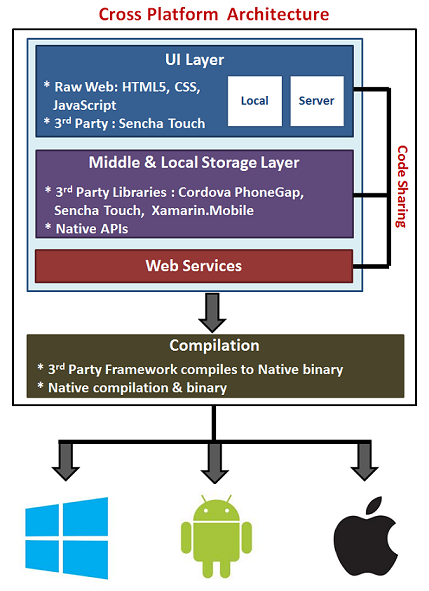 Cross Platform Architecture
UI Layer
* Raw Web: HTML5, CSS,
JavaScript
* 3rd Party : Sencha Touch
Local
Server
Middle & Local Storage Layer
* 3rd Party Libraries : Cordova PhoneGap,
Sencha Touch, Xamarin.Mobile
* Native APIs
Web Services
Code Sharing
Compilation
* 3rd Party Framework compiles to Native binary
* Native compilation & binary